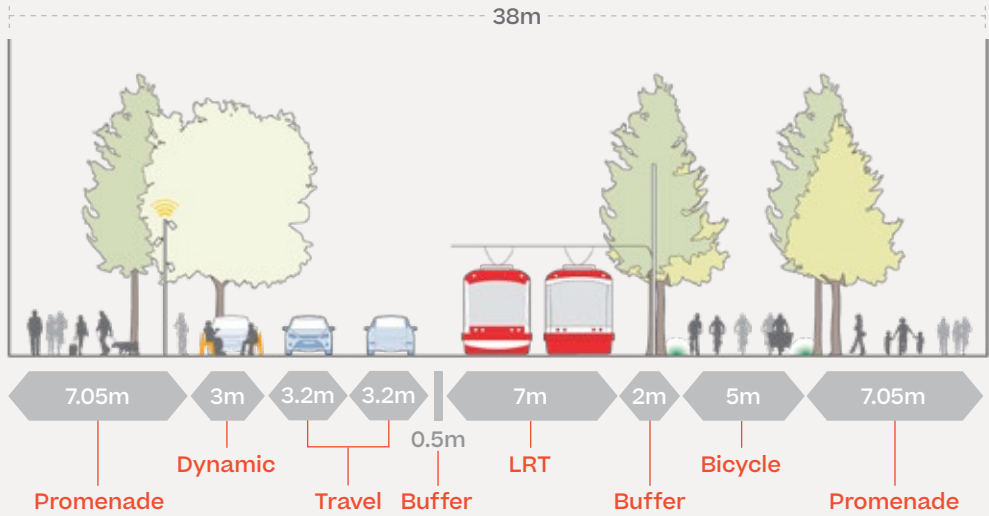 38m
7.05m 3m 3.2m 3.2m 7m 2m 5m 7.05m
0.5m
Dynamic LRT Bicycle
Promenade Travel Buffer Buffer Promenade